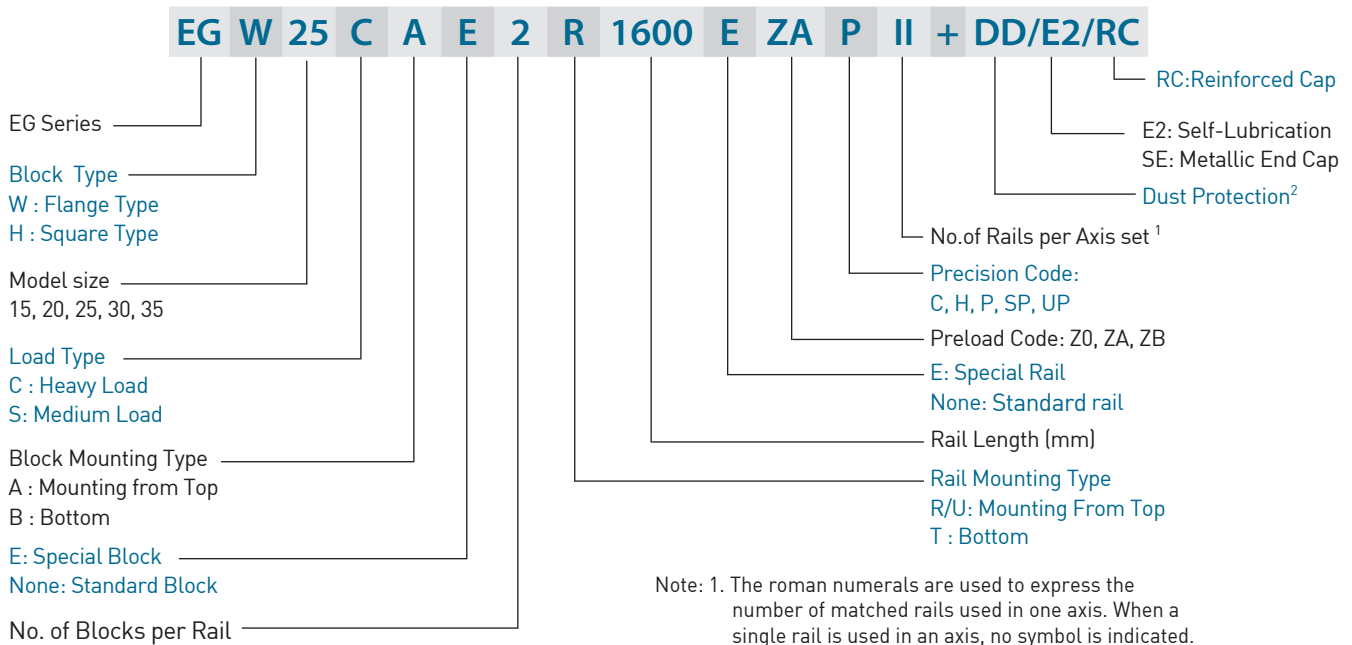 EG W 25 C A E 2 R 1600 E ZA P II + DD/E2/RC
EG Series
Block Type
W : Flange Type
H : Square Type
Model size
15, 20, 25, 30, 35
Load Type
C : Heavy Load
S: Medium Load
Block Mounting Type
A : Mounting from Top
B : Bottom
E: Special Block
None: Standard Block
No. of Blocks per Rail
RC:Reinforced Cap
E2: Self-Lubrication
SE: Metallic End Cap
Dust Protection2
No.of Rails per Axis set 1
Precision Code:
C, H, P, SP, UP
Preload Code: Z0, ZA, ZB
E: Special Rail
None: Standard rail
Rail Length (mm)
Rail Mounting Type
R/U: Mounting From Top
T : Bottom
Note: 1. The roman numerals are used to express the
number of matched rails used in one axis. When a
single rail is used in an axis, no symbol is indicated.